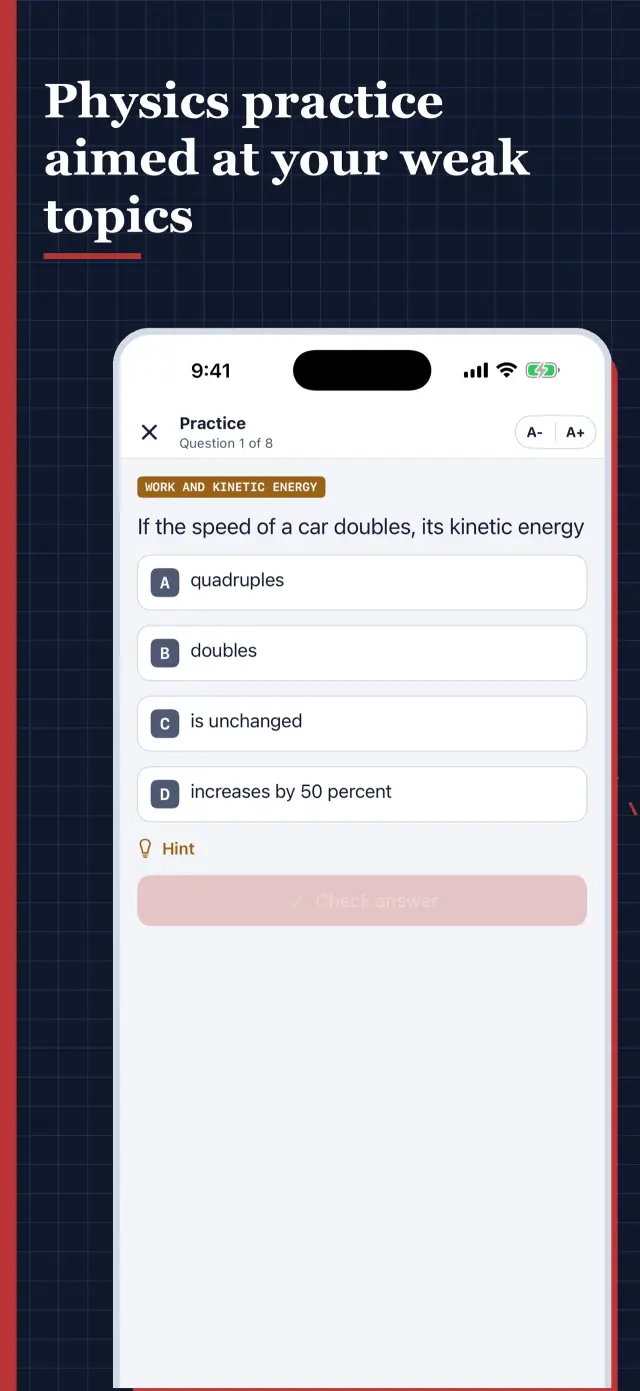 Physics practice
aimed at your weak
topics
9:41
Practice
Question 1 of 8
A- A+
WORK AND KINETIC ENERGY
If the speed of a car doubles, its kinetic energy
A quadruples
B doubles
C is unchanged
D increases by 50 percent
Hint
Check answer